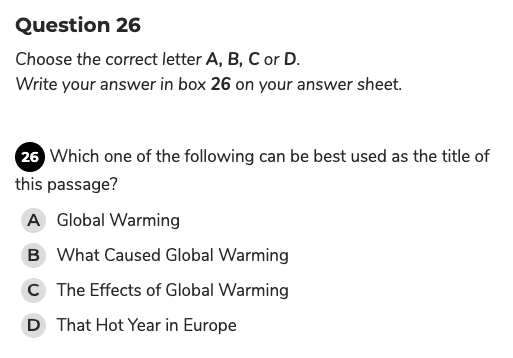 Question 26
Choose the correct letter A, B, C or D.
Write your answer in box 26 on your answer sheet.
26 Which one of the following can be best used as the title of
this passage?
A Global Warming
B What Caused Global Warming
C The Effects of Global Warming
D That Hot Year in Europe